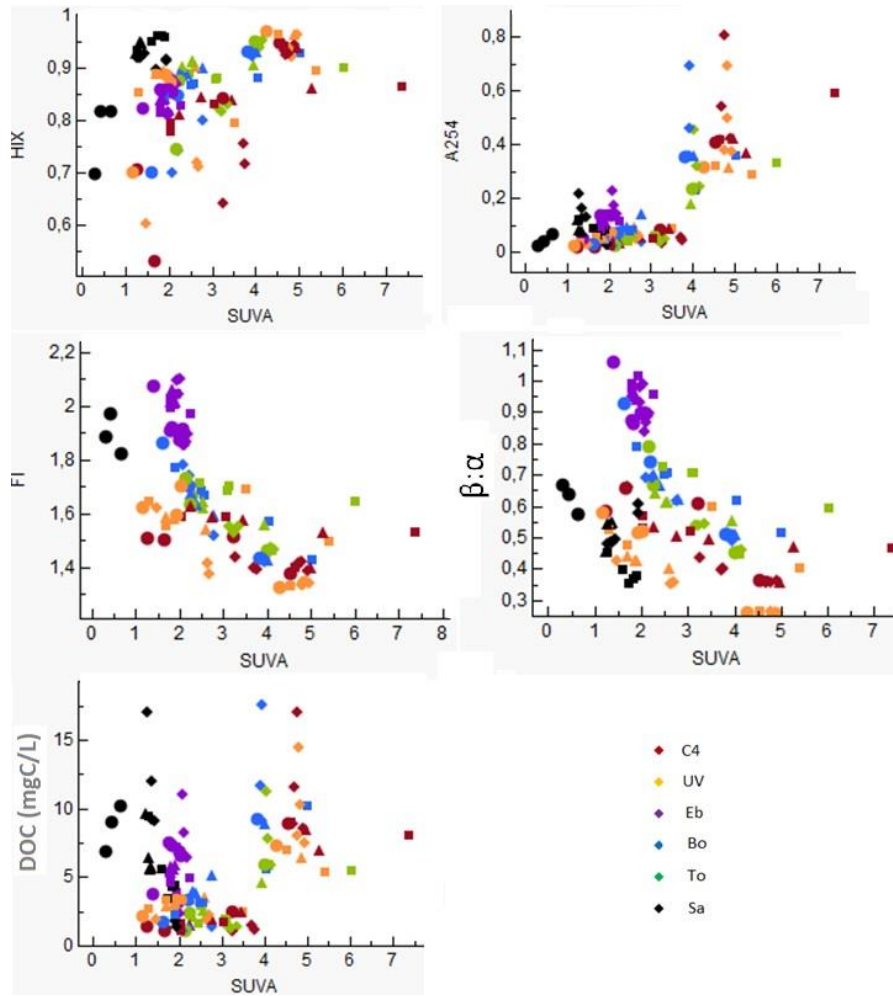 1
0,9
HIX
0,8
0,7
0,6
0 1 2 3 4 5 6 7 8
SUVA
0,8
0,6
A254
0,4
0,2
0
0 1 2 3 4 5 6 7 8
SUVA
2,2
2
FI
1,8
1,6
1,4
0 1 2 3 4 5 6 7 8
SUVA
1,1
1
0,9
0,8
β:α
0,7
0,6
0,5
0,4
0,3
0 1 2 3 4 5 6 7
SUVA
15
DOC (mgC/L)
10
5
0
0 1 2 3 4 5 6 7
SUVA
C4
UV
Eb
Bo
To
Sa